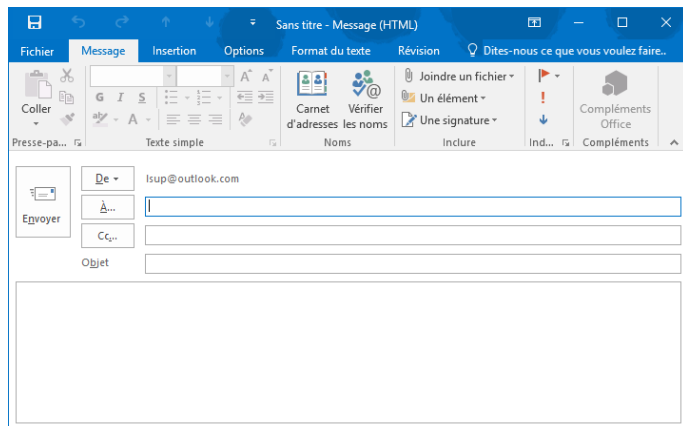 Sans titre - Message (HTML)
Fichier Message Insertion Options Format du texte Révision Dites-nous ce que vous voulez faire..
Coller
G I S
A A
ab A
Carnet d'adresses
Vérifier les noms
Joindre un fichier
Un élément
Une signature
Compléments Office
Presse-pa... Texte simple Noms Inclure Ind... Compléments
Envoyer
De lsup@outlook.com
À...
Cc...
Objet